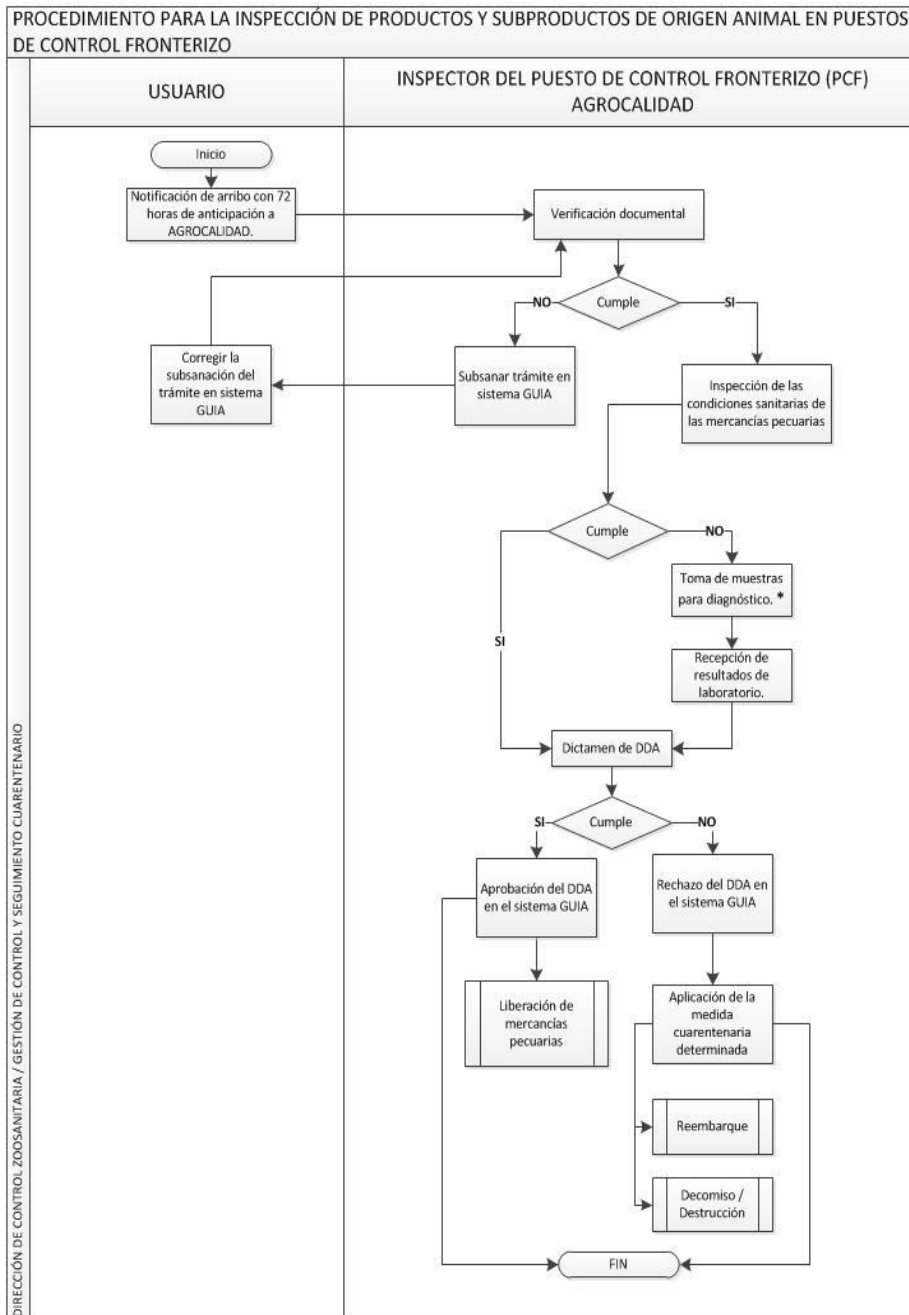 PROCEDIMIENTO PARA LA INSPECCIÓN DE PRODUCTOS Y SUBPRODUCTOS DE ORIGEN ANIMAL EN PUESTOS
DE CONTROL FRONTERIZO
USUARIO
INSPECTOR DEL PUESTO DE CONTROL FRONTERIZO (PCF)
AGROCALIDAD
Inicio
Notificación de arribo con 72
horas de anticipación a
AGROCALIDAD.
Verificación documental
Cumple
NO
SI
Corregir la
subsanación del
trámite en sistema
GUIA
Subsanar trámite en
sistema GUIA
Inspección de las
condiciones sanitarias de
las mercancías pecuarias
Cumple
NO
SI
Toma de muestras
para diagnóstico. *
Recepción de
resultados de
laboratorio.
Dictamen de DDA
Cumple
SI
NO
Aprobación del DDA
en el sistema GUIA
Rechazo del DDA en
el sistema GUIA
Liberación de
mercancías
pecuarias
Aplicación de la
medida
cuarentenaria
determinada
Reembarque
Decomiso /
Destrucción
FIN
DIRECCIÓN DE CONTROL ZOOSANITARIA / GESTIÓN DE CONTROL Y SEGUIMIENTO CUARENTENARIO